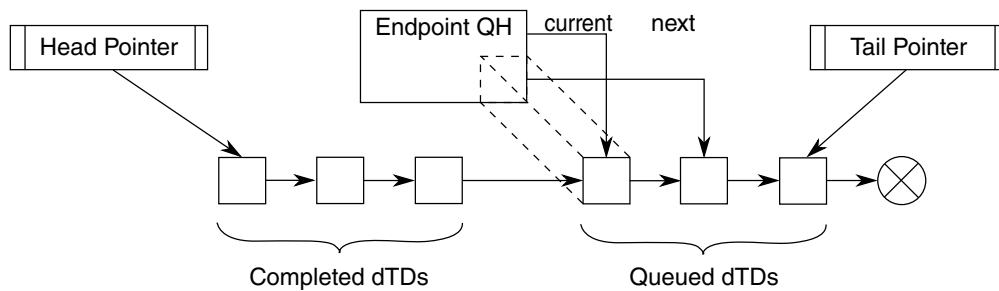 Head Pointer
Endpoint QH
current
next
Tail Pointer
Completed dTDs
Queued dTDs